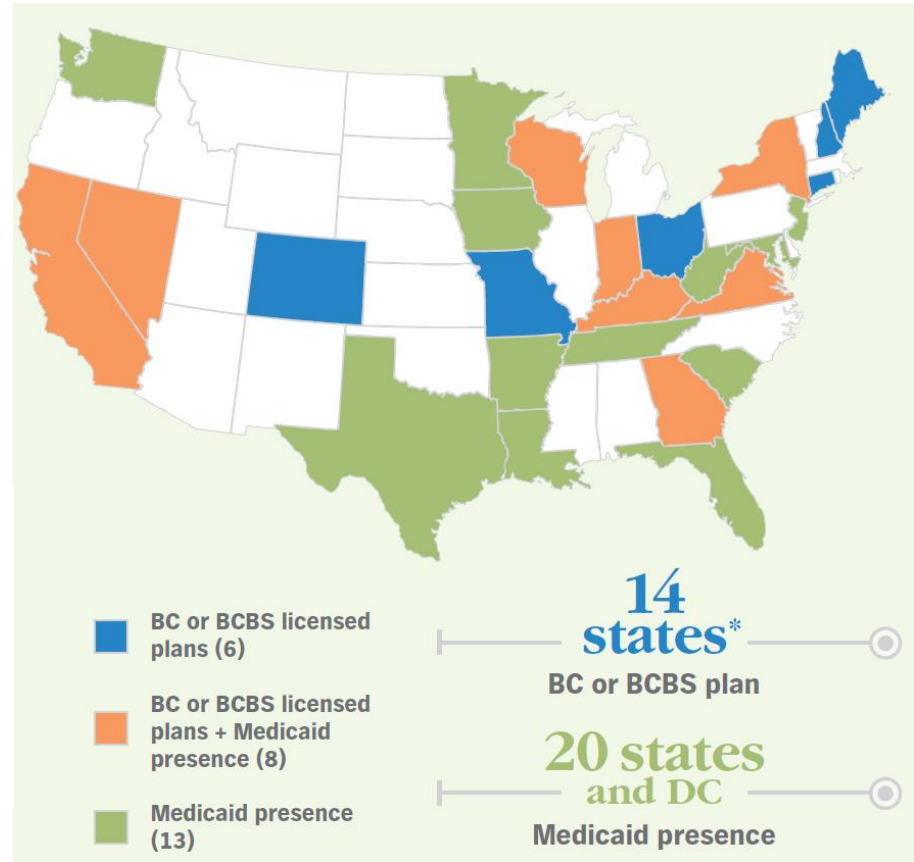 BC or BCBS licensed
plans (6)
BC or BCBS licensed
plans + Medicaid
presence (8)
Medicaid presence
(13)
14
states*
BC or BCBS plan
20 states
and DC
Medicaid presence